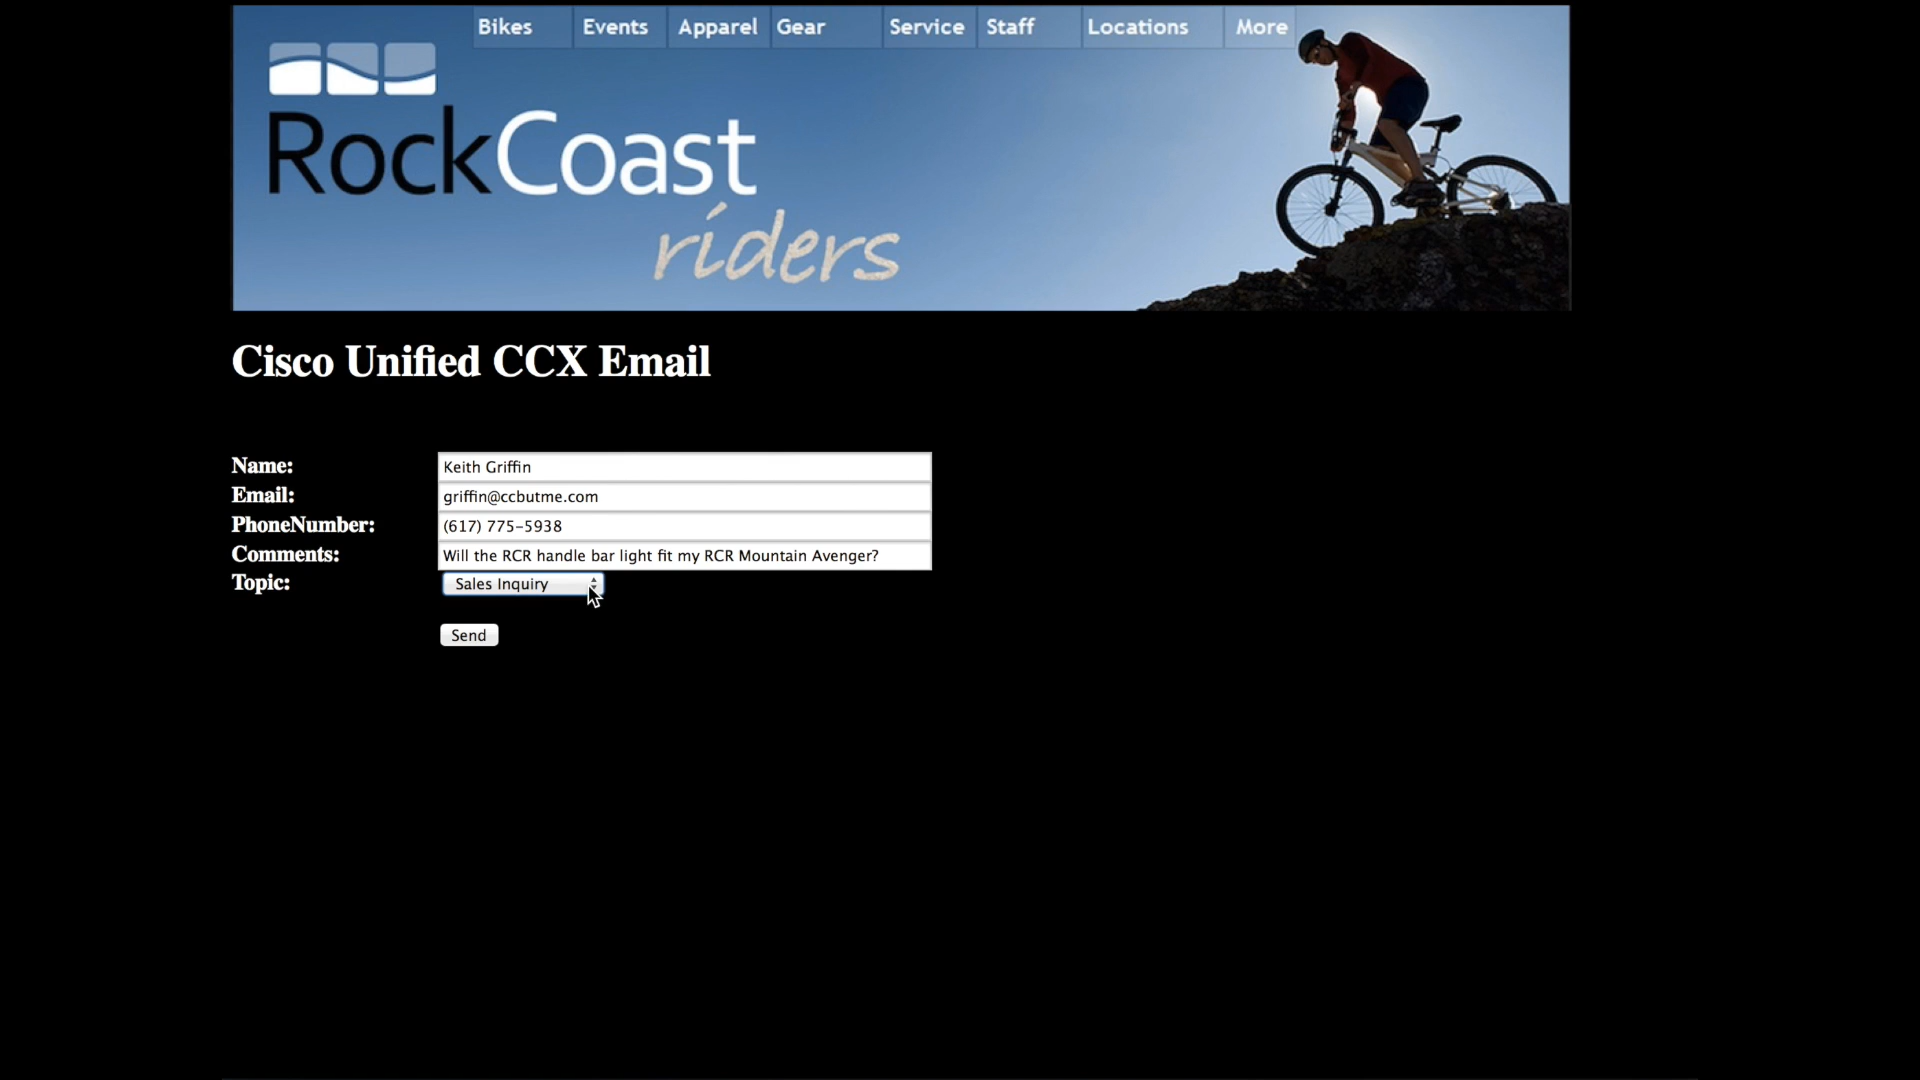 Bikes Events Apparel Gear Service Staff Locations More
RockCoast
riders
Cisco Unified CCX Email
Name: Keith Griffin
Email: griffin@ccbutme.com
PhoneNumber: (617) 775-5938
Comments: Will the RCR handle bar light fit my RCR Mountain Avenger?
Topic: Sales Inquiry
Send